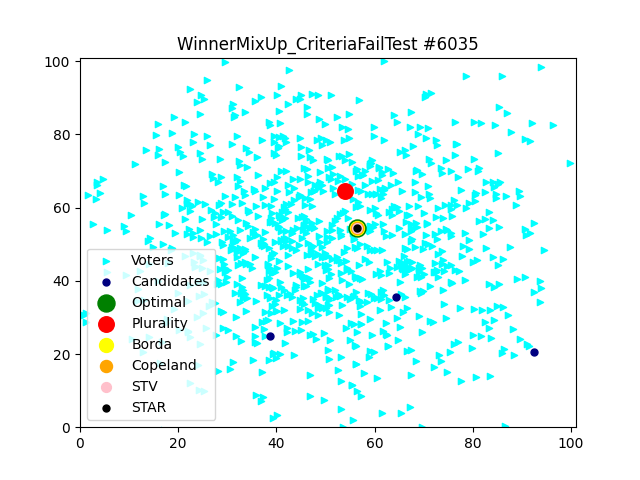 WinnerMixUp_CriteriaFailTest #6035
100
80
60
40
20
0
Voters
Candidates
Optimal
Plurality
Borda
Copeland
STV
STAR
0 20 40 60 80 100